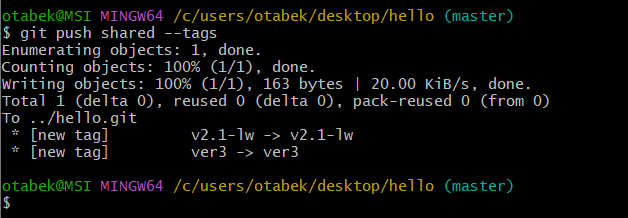 otabek@MSI MINGW64 /c/users/otabek/desktop/hello (master)
$ git push shared --tags
Enumerating objects: 1, done.
Counting objects: 100% (1/1), done.
Writing objects: 100% (1/1), 163 bytes | 20.00 KiB/s, done.
Total 1 (delta 0), reused 0 (delta 0), pack-reused 0 (from 0)
To ../hello.git
 * [new tag]         v2.1-lw -> v2.1-lw
 * [new tag]         ver3 -> ver3
otabek@MSI MINGW64 /c/users/otabek/desktop/hello (master)
$